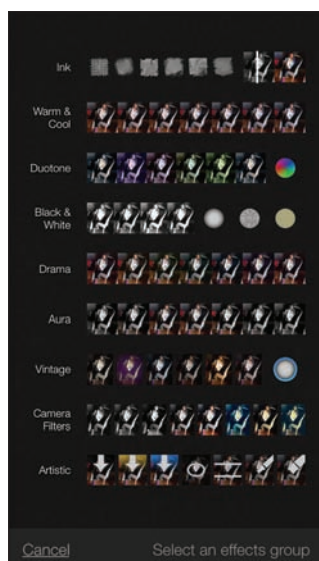 Ink
Warm &
Cool
Duotone
Black &
White
Drama
Aura
Vintage
Camera
Filters
Artistic
Cancel Select an effects group